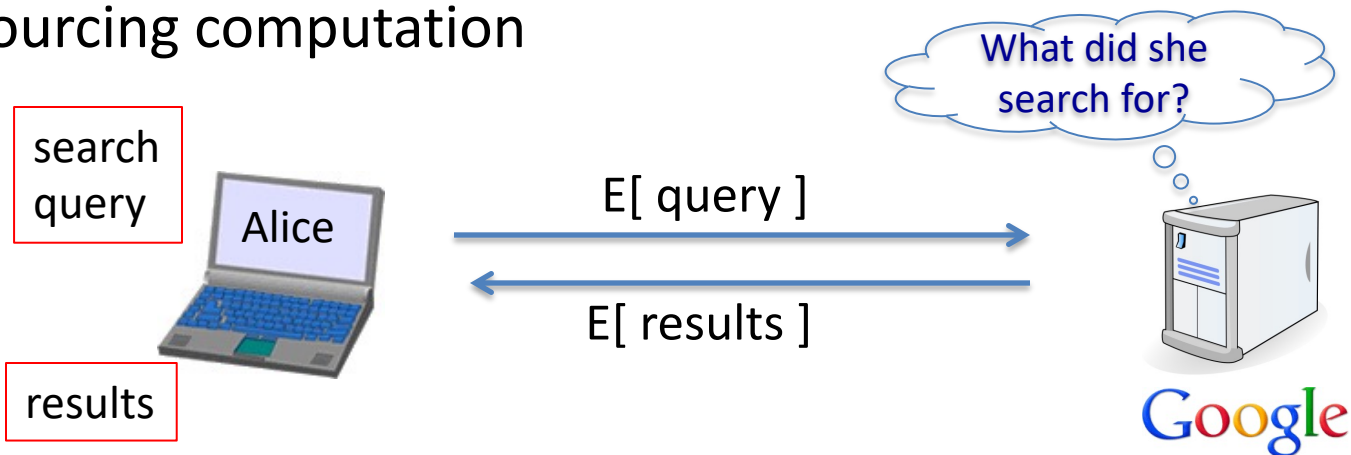 ourcing computation
What did she
search for?
search
query
Alice
E[ query ]
E[ results ]
results
Google